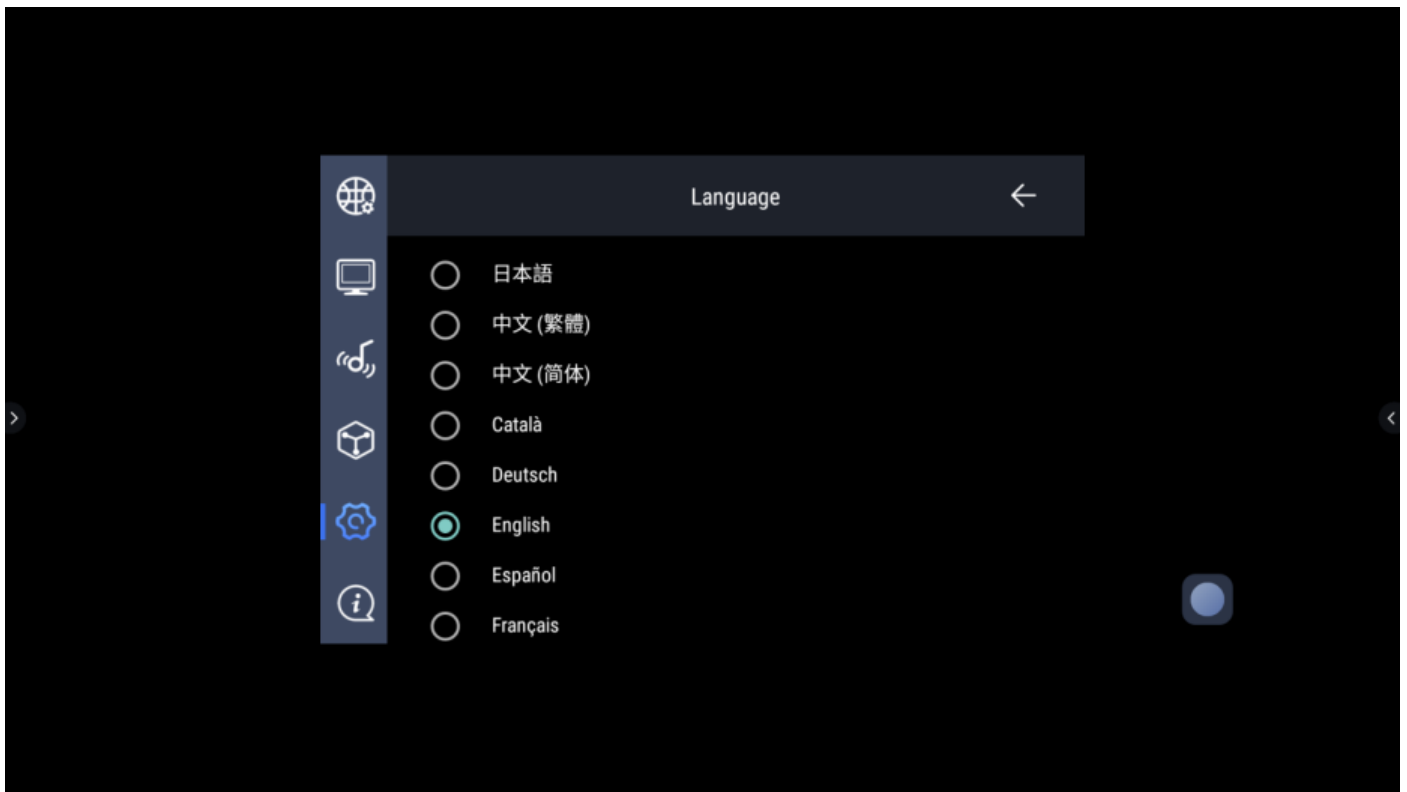 Language
日本語
中文 (繁體)
中文 (简体)
Català
Deutsch
English
Español
Français